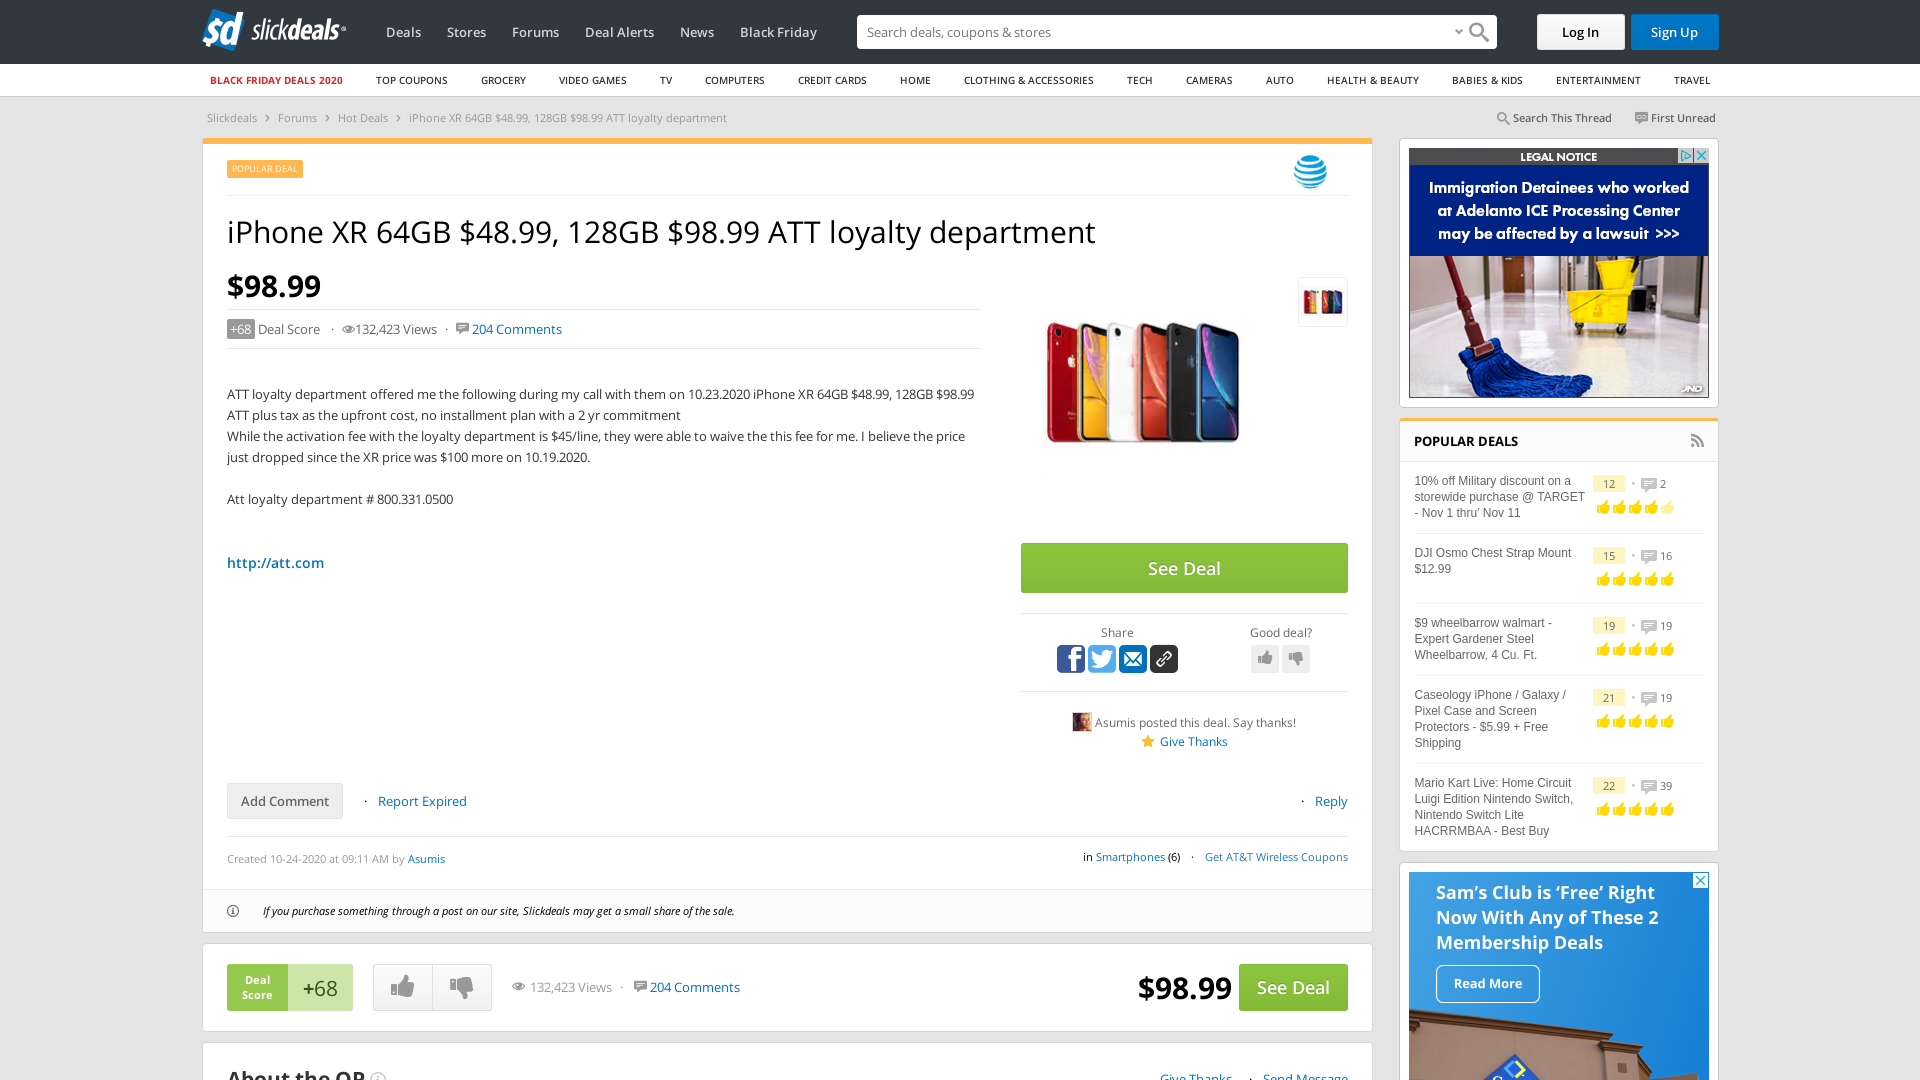 slickdeals
Deals
Stores
Forums
Deal Alerts
News
Black Friday
Search deals, coupons & stores
Log In
Sign Up
BLACK FRIDAY DEALS 2020
TOP COUPONS
GROCERY
VIDEO GAMES
TV
COMPUTERS
CREDIT CARDS
HOME
CLOTHING & ACCESSORIES
TECH
CAMERAS
AUTO
HEALTH & BEAUTY
BABIES & KIDS
ENTERTAINMENT
TRAVEL
Slickdeals › Forums › Hot Deals › iPhone XR 64GB $48.99, 128GB $98.99 ATT loyalty department
Search This Thread
First Unread
POPULAR DEAL
iPhone XR 64GB $48.99, 128GB $98.99 ATT loyalty department
$98.99
+68 Deal Score · 132,423 Views · 204 Comments
ATT loyalty department offered me the following during my call with them on 10.23.2020 iPhone XR 64GB $48.99, 128GB $98.99
ATT plus tax as the upfront cost, no installment plan with a 2 yr commitment
While the activation fee with the loyalty department is $45/line, they were able to waive the this fee for me. I believe the price
just dropped since the XR price was $100 more on 10.19.2020.
Att loyalty department # 800.331.0500
http://att.com
See Deal
Share
Good deal?
Asumis posted this deal. Say thanks!
Give Thanks
Add Comment
· Report Expired
· Reply
Created 10-24-2020 at 09:11 AM by Asumis
in Smartphones (6) · Get AT&T Wireless Coupons
If you purchase something through a post on our site, Slickdeals may get a small share of the sale.
Deal
Score
+68
132,423 Views · 204 Comments
$98.99
See Deal
About the OP
Give Thanks · Send Message
LEGAL NOTICE
Immigration Detainees who worked
at Adelanto ICE Processing Center
may be affected by a lawsuit >>>
JND
POPULAR DEALS
10% off Military discount on a
storewide purchase @ TARGET
- Nov 1 thru' Nov 11
12 • 2
DJI Osmo Chest Strap Mount
$12.99
15 • 16
$9 wheelbarrow walmart -
Expert Gardener Steel
Wheelbarrow, 4 Cu. Ft.
19 • 19
Caseology iPhone / Galaxy /
Pixel Case and Screen
Protectors - $5.99 + Free
Shipping
21 • 19
Mario Kart Live: Home Circuit
Luigi Edition Nintendo Switch,
Nintendo Switch Lite
HACRRMBAA - Best Buy
22 • 39
Sam's Club is 'Free' Right
Now With Any of These 2
Membership Deals
Read More